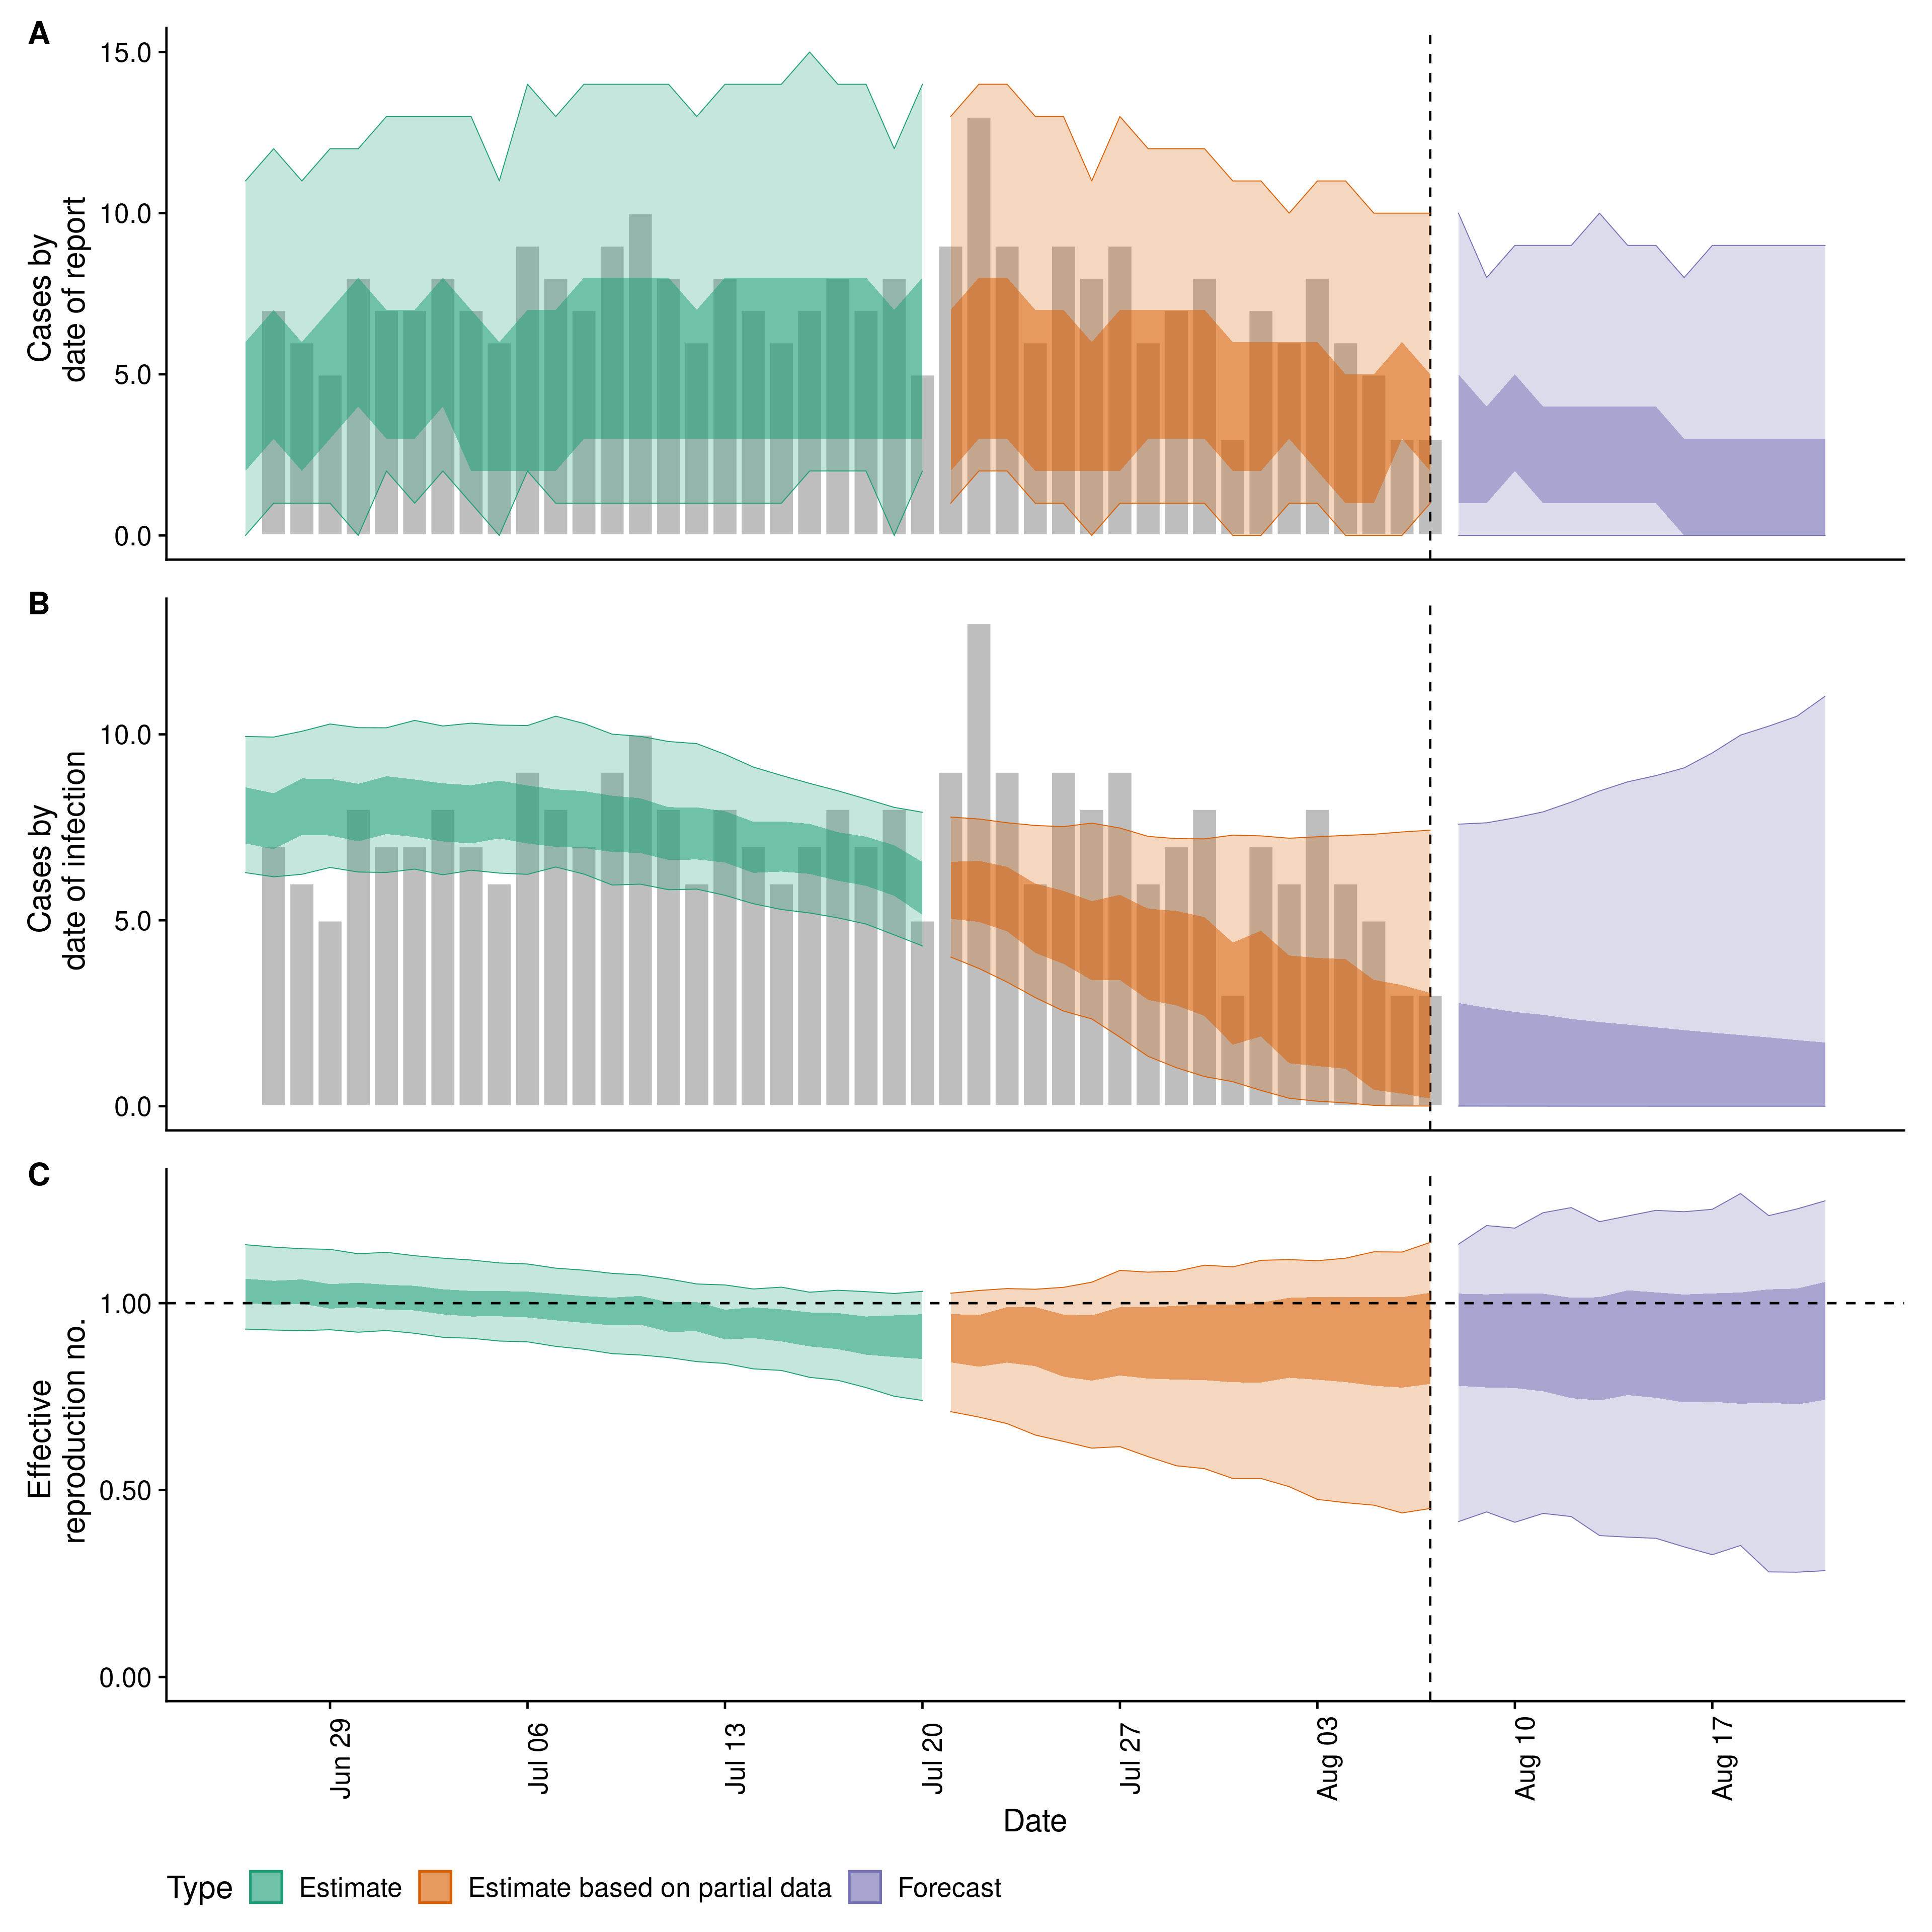 A
15.0
10.0
5.0
0.0
Cases by
date of report
B
10.0
5.0
0.0
Cases by
date of infection
C
1.00
0.50
0.00
Effective
reproduction no.
Jun 29
Jul 06
Jul 13
Jul 20
Jul 27
Aug 03
Aug 10
Aug 17
Date
Type Estimate Estimate based on partial data Forecast